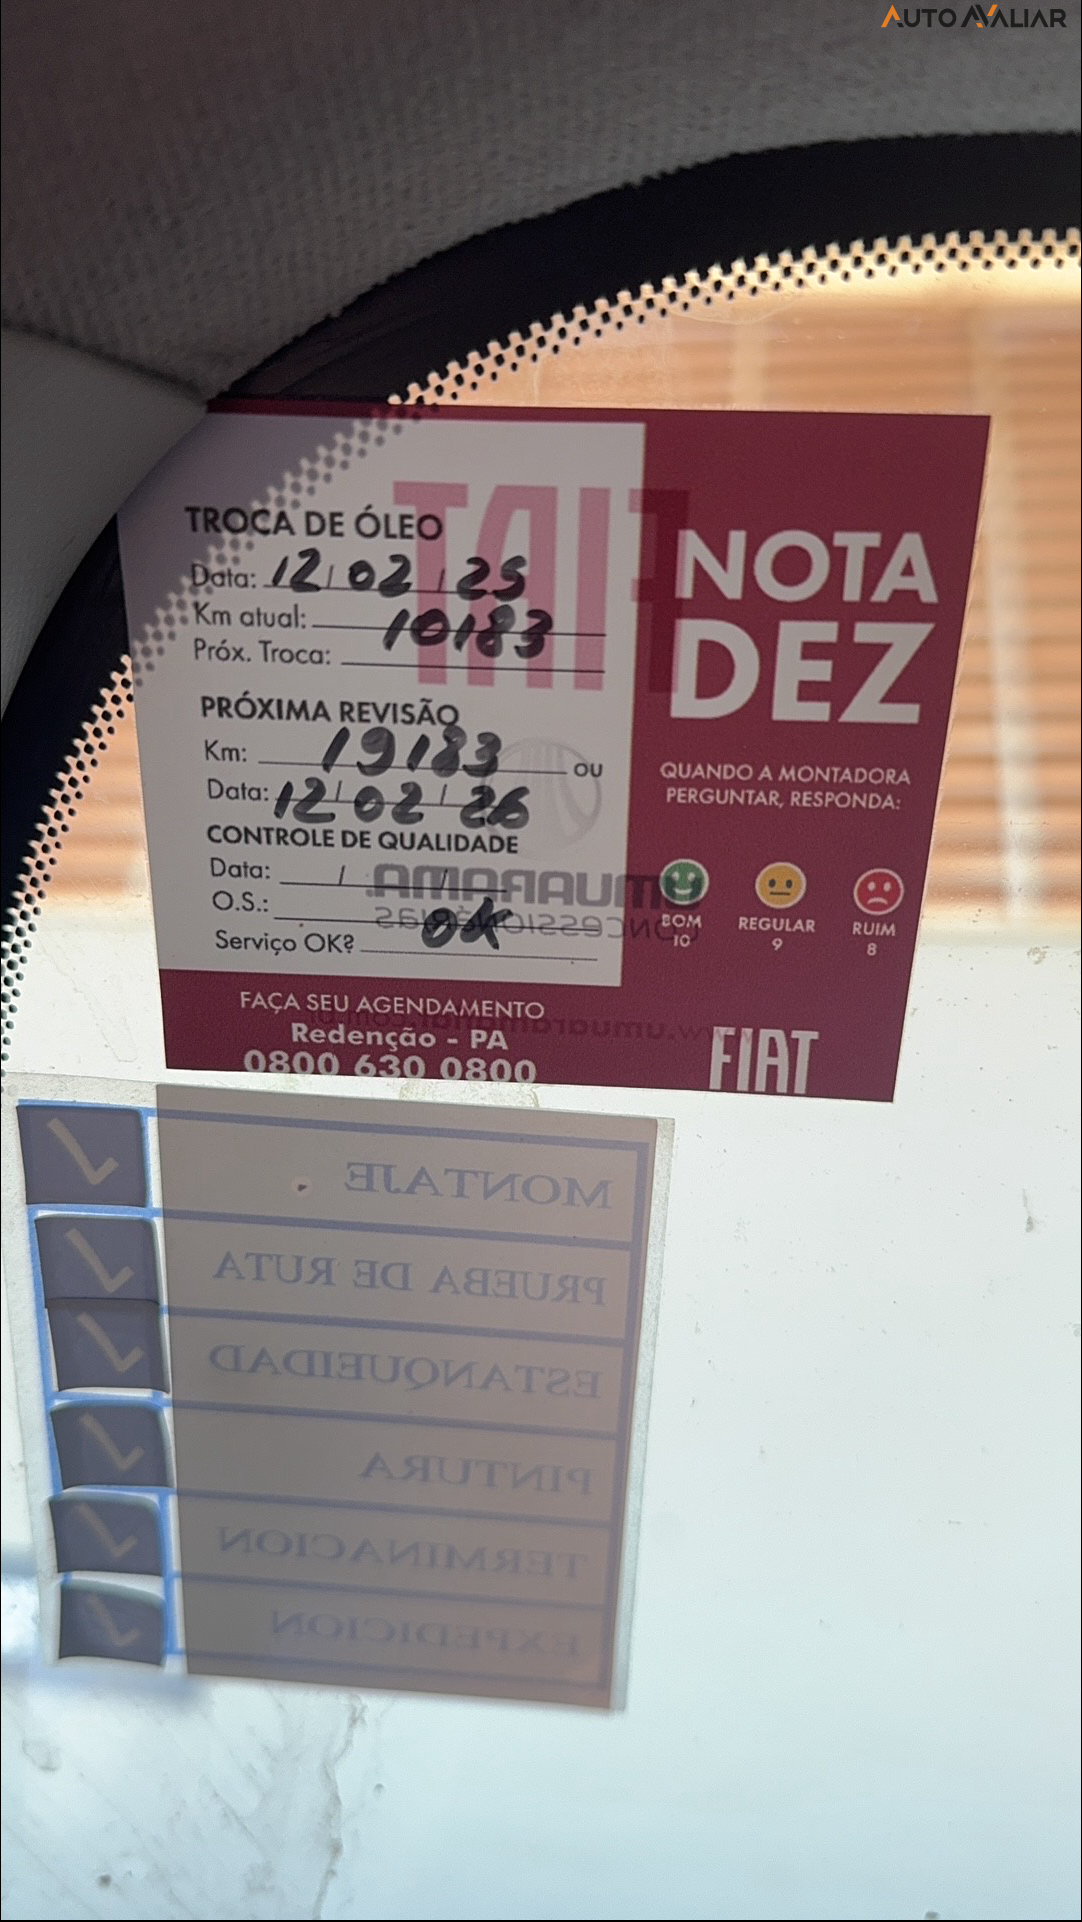 AUTO AVALIAR
TROCA DE ÓLEO
Data: 12/02/25
Km atual: 10183
Próx. Troca:
PRÓXIMA REVISÃO
Km: 19183 OU
Data: 12/02/26
CONTROLE DE QUALIDADE
Data: / /
O.S.:
Serviço OK? OK
FAÇA SEU AGENDAMENTO
Redenção - PA
0800 630 0800
NOTA
DEZ
QUANDO A MONTADORA
PERGUNTAR, RESPONDA:
BOM REGULAR RUIM
10 9 8
FIAT
FIAT
UMUARAMA
CONCESSIONÁRIAS
MONTAJE
PRUEBA DE RUTA
ESTANQUEIDAD
PINTURA
TERMINACION
EXPEDICION